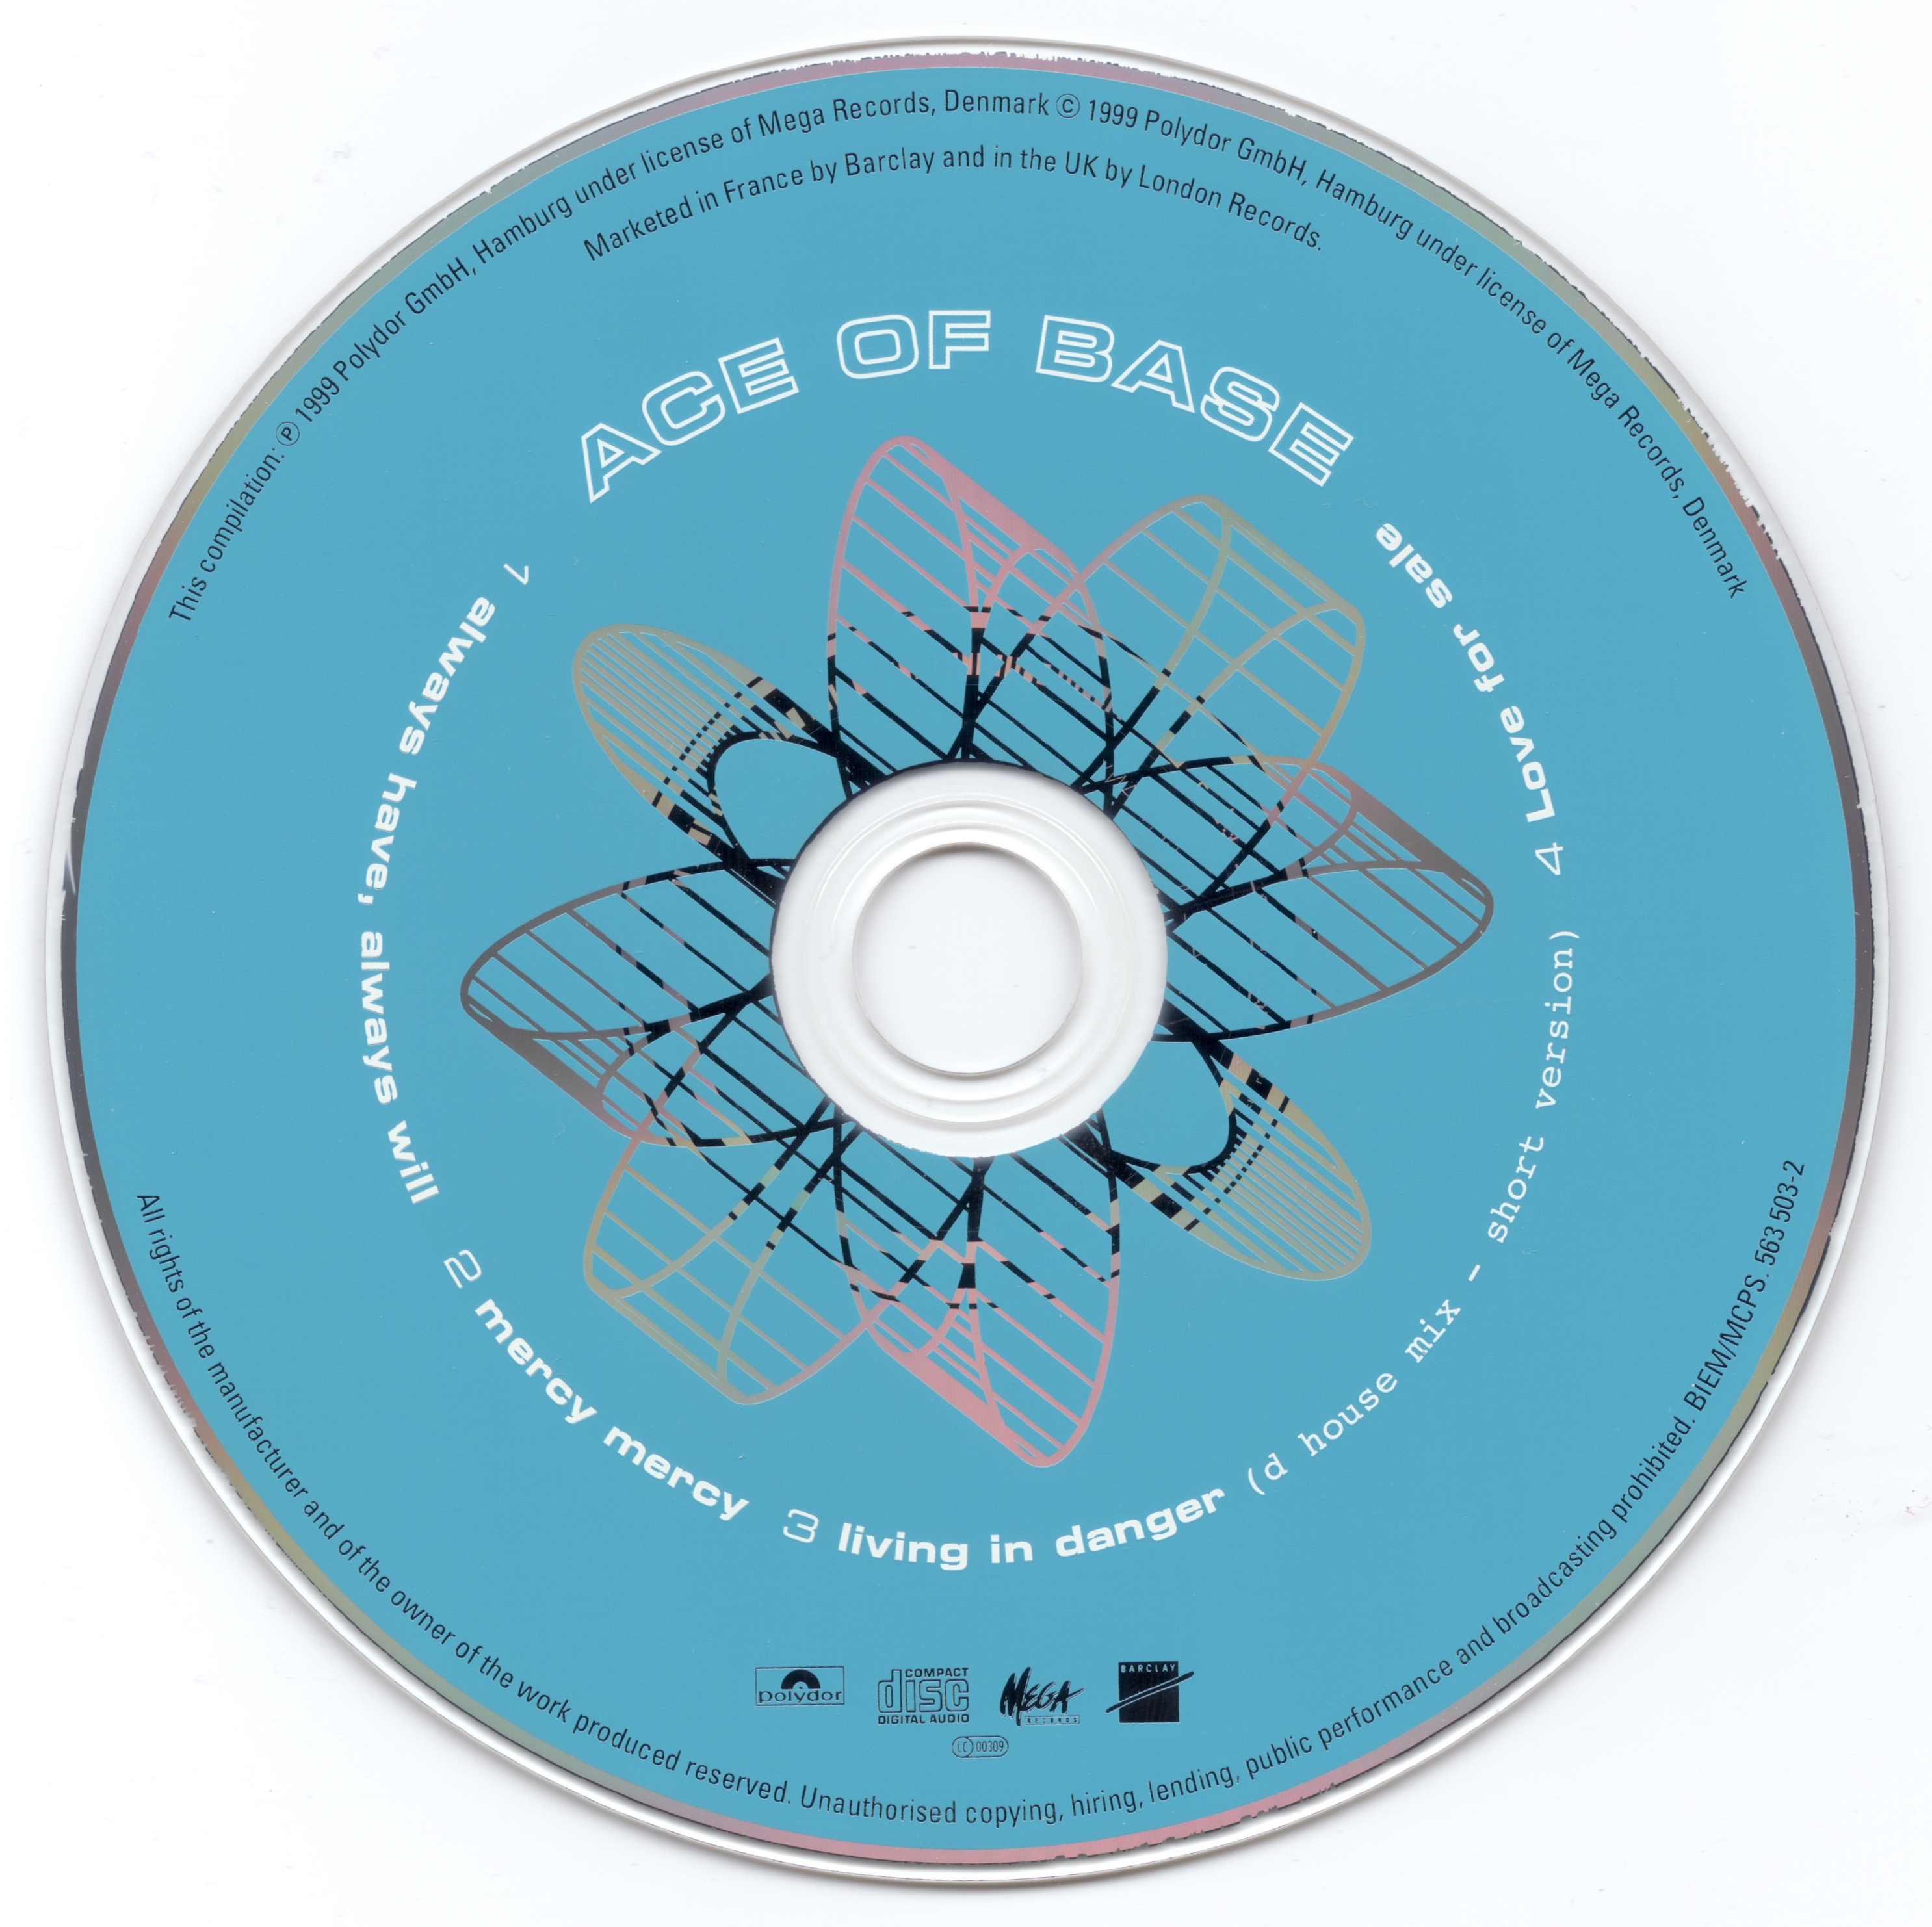 This compilation: ℗ 1999 Polydor GmbH, Hamburg under license of Mega Records, Denmark © 1999 Polydor GmbH, Hamburg under license of Mega Records, Denmark
Marketed in France by Barclay and in the UK by London Records.
ACE OF BASE
1 always have, always will
2 mercy mercy
3 living in danger (d house mix - short version)
4 Love for sale
polydor
COMPACT
disc
DIGITAL AUDIO
MEGA
RECORDS
BARCLAY
LC 00309
All rights of the manufacturer and of the owner of the work produced reserved. Unauthorised copying, hiring, lending, public performance and broadcasting prohibited. BIEM/MCPS. 563 503-2